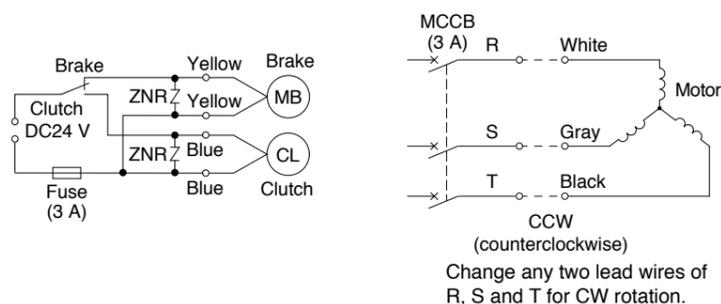 Brake
Clutch
DC24 V
Fuse
(3 A)
ZNR
Yellow
Yellow
Brake
MB
ZNR
Blue
Blue
CL
Clutch
MCCB
(3 A)
R
White
Motor
S
Gray
T
Black
CCW
(counterclockwise)
Change any two lead wires of
R, S and T for CW rotation.